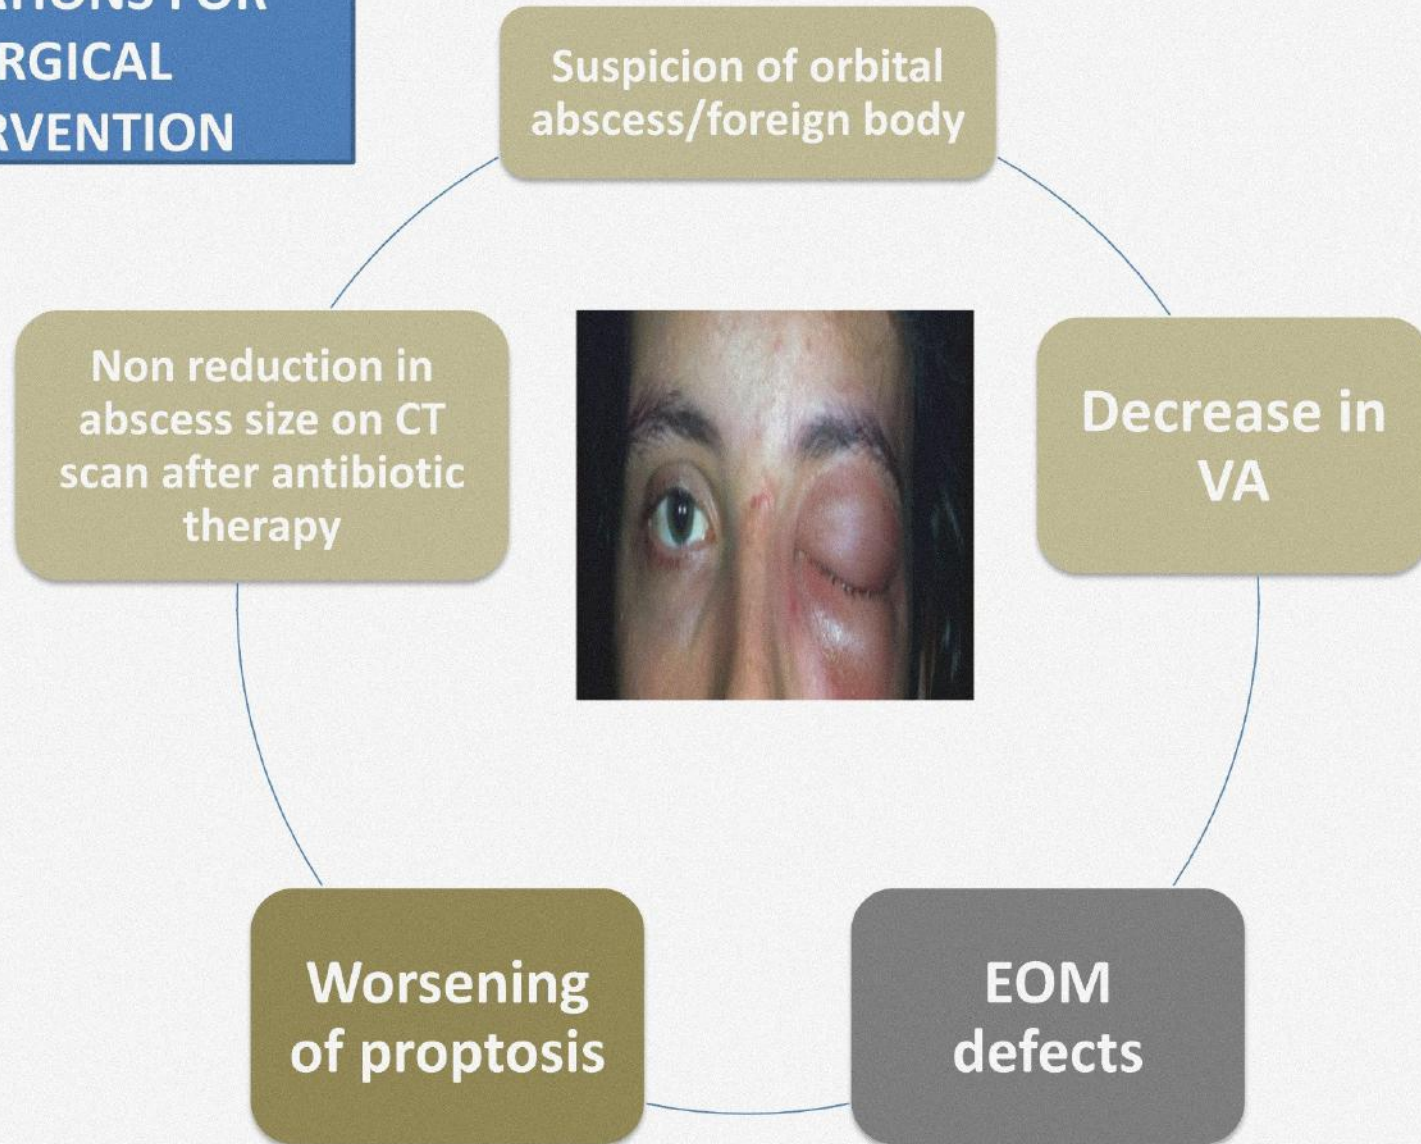 RGICAL
RVENTION
Suspicion of orbital
abscess/foreign body
Decrease in
VA
EOM
defects
Worsening
of proptosis
Non reduction in
abscess size on CT
scan after antibiotic
therapy